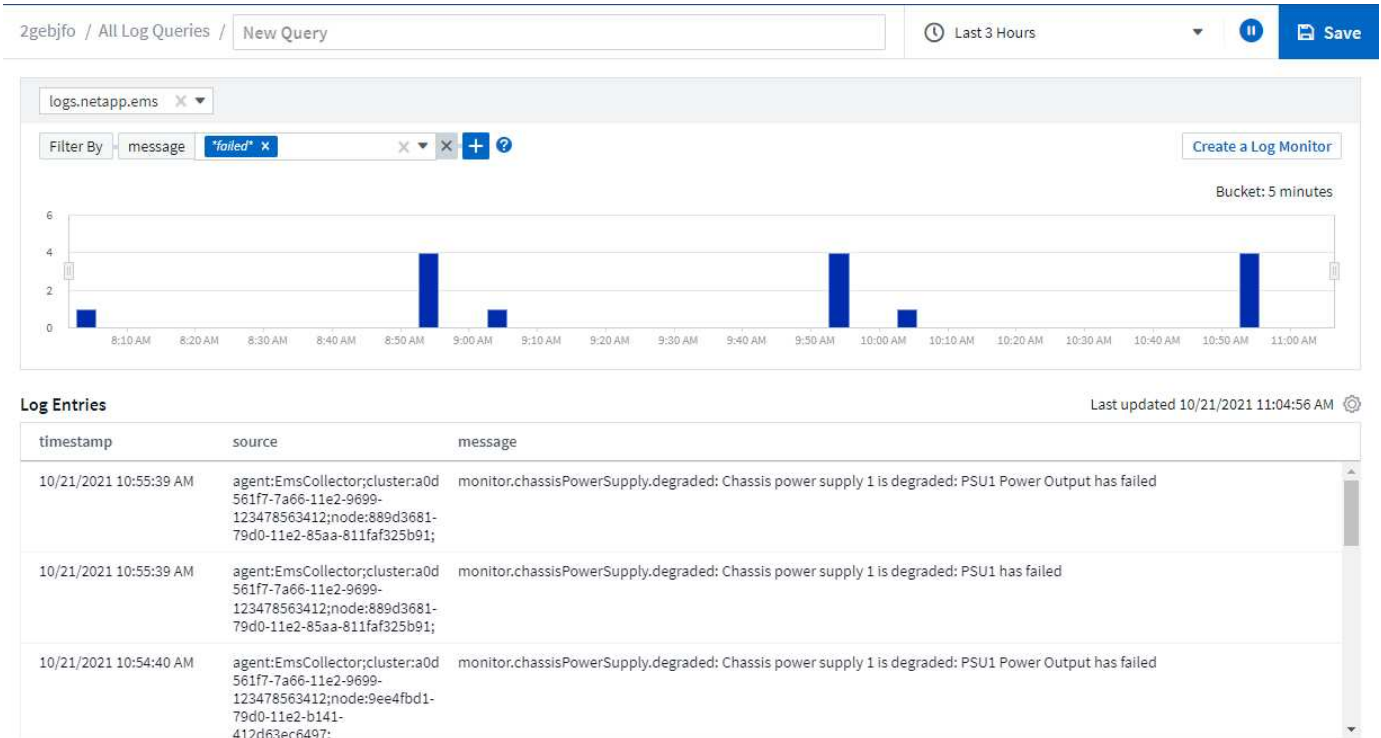 2gebjfo / All Log Queries / New Query
Last 3 Hours
Save
logs.netapp.ems
Filter By message *failed*
Create a Log Monitor
Bucket: 5 minutes
6
4
2
0
8:10 AM 8:20 AM 8:30 AM 8:40 AM 8:50 AM 9:00 AM 9:10 AM 9:20 AM 9:30 AM 9:40 AM 9:50 AM 10:00 AM 10:10 AM 10:20 AM 10:30 AM 10:40 AM 10:50 AM 11:00 AM
Log Entries
Last updated 10/21/2021 11:04:56 AM
timestamp source message
10/21/2021 10:55:39 AM agent:EmsCollector;cluster:a0d monitor.chassisPowerSupply.degraded: Chassis power supply 1 is degraded: PSU1 Power Output has failed
561f7-7a66-11e2-9699-
123478563412;node:889d3681-
79d0-11e2-85aa-811faf325b91;
10/21/2021 10:55:39 AM agent:EmsCollector;cluster:a0d monitor.chassisPowerSupply.degraded: Chassis power supply 1 is degraded: PSU1 has failed
561f7-7a66-11e2-9699-
123478563412;node:889d3681-
79d0-11e2-85aa-811faf325b91;
10/21/2021 10:54:40 AM agent:EmsCollector;cluster:a0d monitor.chassisPowerSupply.degraded: Chassis power supply 1 is degraded: PSU1 Power Output has failed
561f7-7a66-11e2-9699-
123478563412;node:9ee4fbd1-
79d0-11e2-b141-
412d63ec6497;